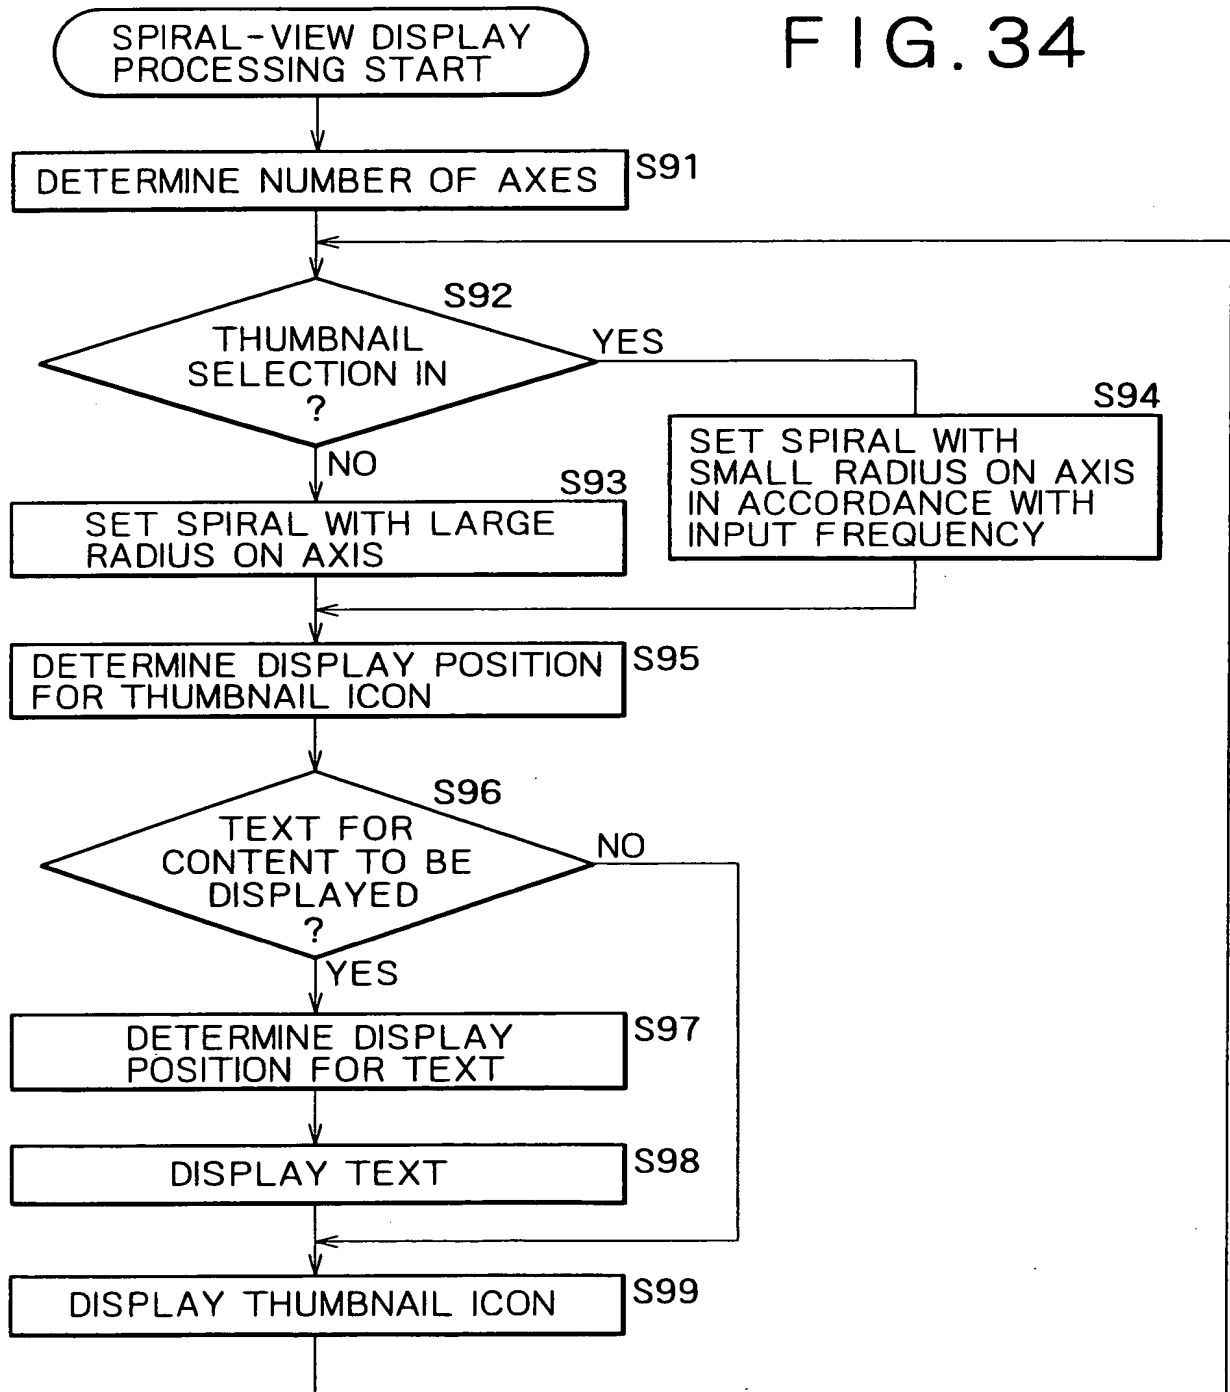 FIG. 34
SPIRAL-VIEW DISPLAY
PROCESSING START
DETERMINE NUMBER OF AXES
S91
S92
THUMBNAIL
SELECTION IN
?
YES
NO
S94
SET SPIRAL WITH
SMALL RADIUS ON AXIS
IN ACCORDANCE WITH
INPUT FREQUENCY
S93
SET SPIRAL WITH LARGE
RADIUS ON AXIS
DETERMINE DISPLAY POSITION
FOR THUMBNAIL ICON
S95
S96
TEXT FOR
CONTENT TO BE
DISPLAYED
?
NO
YES
DETERMINE DISPLAY
POSITION FOR TEXT
S97
DISPLAY TEXT
S98
DISPLAY THUMBNAIL ICON
S99